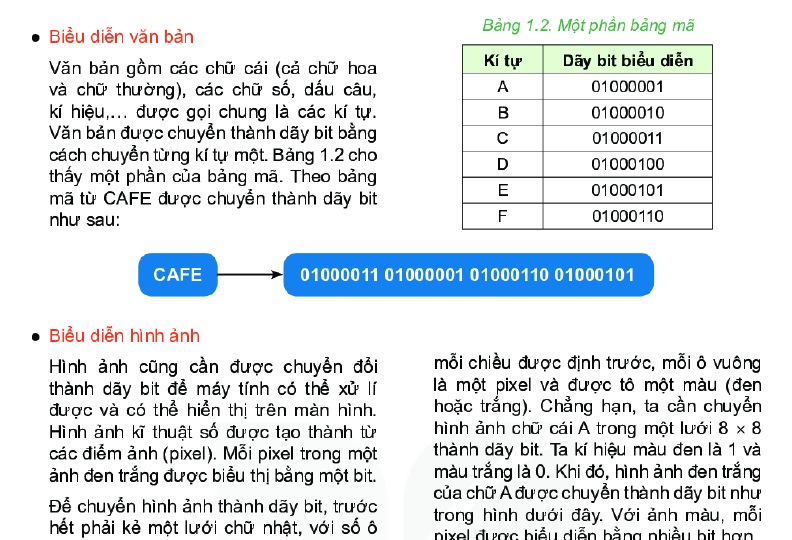 ● Biểu diễn văn bản
Văn bản gồm các chữ cái (cả chữ hoa
và chữ thường), các chữ số, dấu câu,
kí hiệu,… được gọi chung là các kí tự.
Văn bản được chuyển thành dãy bit bằng
cách chuyển từng kí tự một. Bảng 1.2 cho
thấy một phần của bảng mã. Theo bảng
mã từ CAFE được chuyển thành dãy bit
như sau:
Bảng 1.2. Một phần bảng mã
Kí tự Dãy bit biểu diễn
A 01000001
B 01000010
C 01000011
D 01000100
E 01000101
F 01000110
CAFE 01000011 01000001 01000110 01000101
● Biểu diễn hình ảnh
Hình ảnh cũng cần được chuyển đổi
thành dãy bit để máy tính có thể xử lí
được và có thể hiển thị trên màn hình.
Hình ảnh kĩ thuật số được tạo thành từ
các điểm ảnh (pixel). Mỗi pixel trong một
ảnh đen trắng được biểu thị bằng một bit.
Để chuyển hình ảnh thành dãy bit, trước
hết phải kẻ một lưới chữ nhật, với số ô
mỗi chiều được định trước, mỗi ô vuông
là một pixel và được tô một màu (đen
hoặc trắng). Chẳng hạn, ta cần chuyển
hình ảnh chữ cái A trong một lưới 8 × 8
thành dãy bit. Ta kí hiệu màu đen là 1 và
màu trắng là 0. Khi đó, hình ảnh đen trắng
của chữ A được chuyển thành dãy bit như
trong hình dưới đây. Với ảnh màu, mỗi
pixel được biểu diễn bằng nhiều bit hơn.